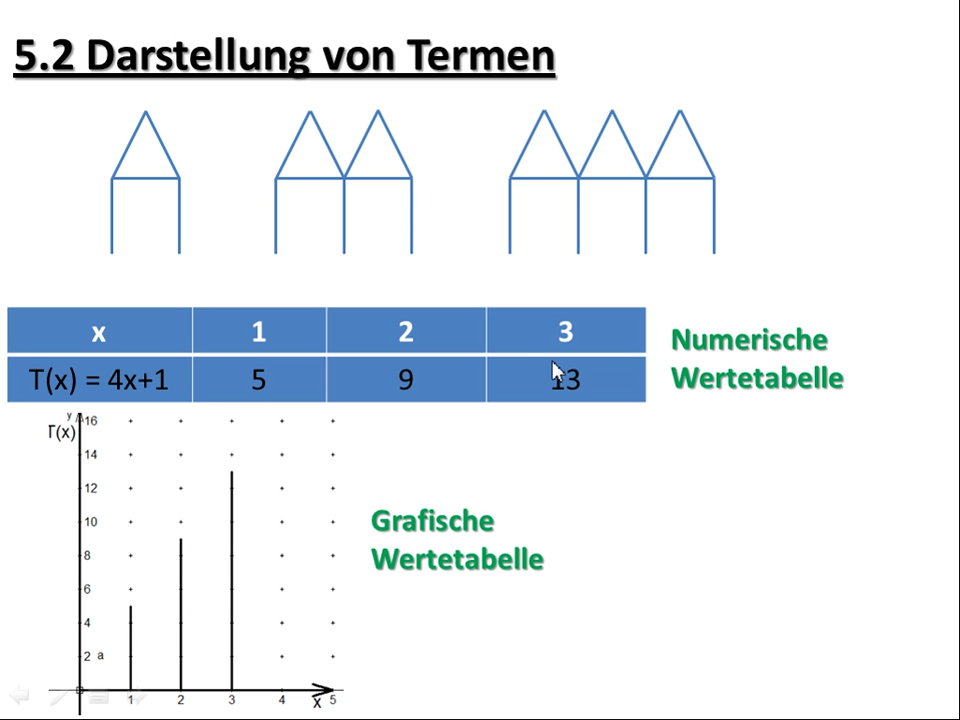 5.2 Darstellung von Termen
x 1 2 3
T(x) = 4x+1 5 9 13
Numerische
Wertetabelle
y
T(x)
16
14
12
10
8
6
4
2 a
1 2 3 4 5
x
Grafische
Wertetabelle